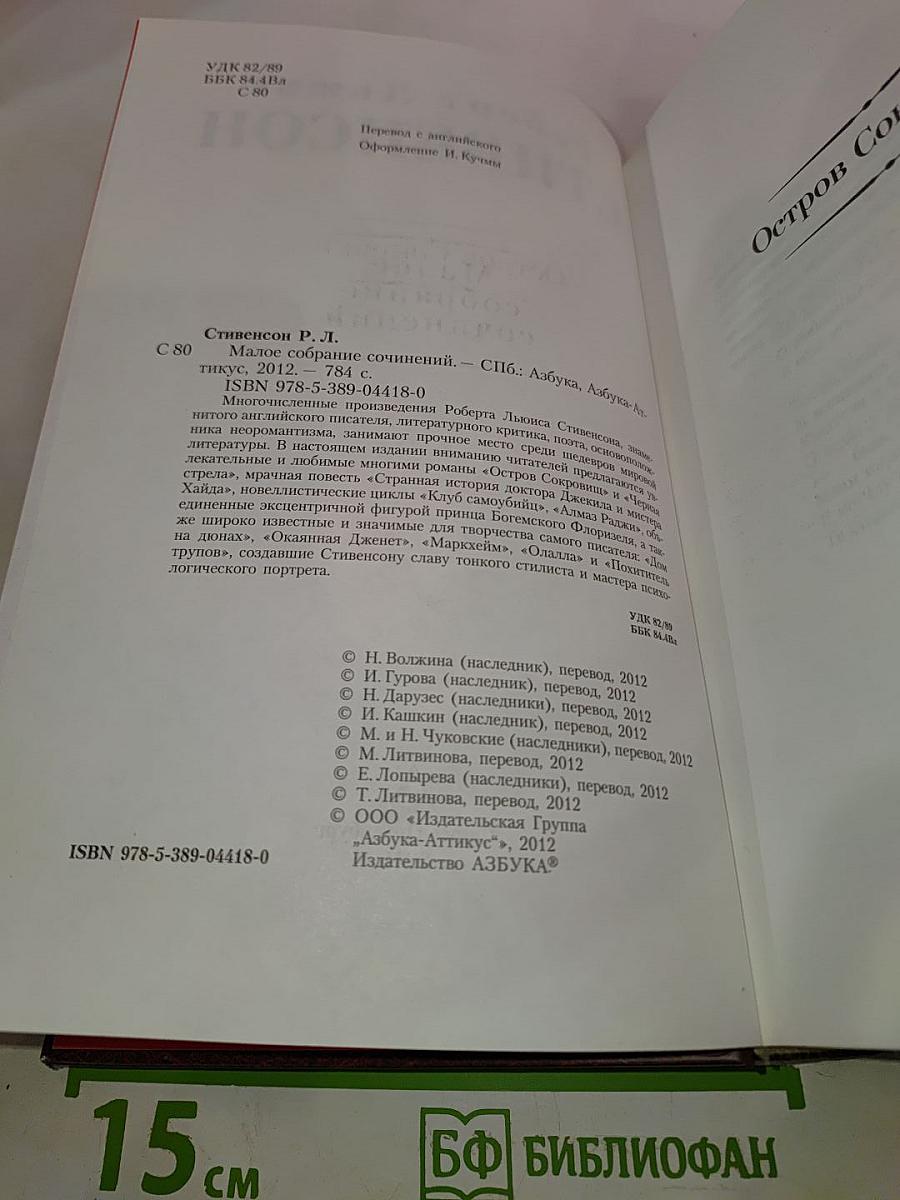 УДК 82/89
ББК 84.4Вл
С 80
Перевод с английского
Оформление И. Кучмы
Стивенсон Р. Л.
С 80 Малое собрание сочинений. — СПб.: Азбука, Азбука-Ат-
тикус, 2012. — 784 с.
ISBN 978-5-389-04418-0
Многочисленные произведения Роберта Льюиса Стивенсона, знаме-
нитого английского писателя, литературного критика, поэта, основополож-
ника неоромантизма, занимают прочное место среди шедевров мировой
литературы. В настоящем издании вниманию читателей предлагаются ув-
лекательные и любимые многими романы «Остров Сокровищ» и «Черная
стрела», мрачная повесть «Странная история доктора Джекила и мистера
Хайда», новеллистические циклы «Клуб самоубийц», «Алмаз Раджи», объ-
единенные эксцентричной фигурой принца Богемского Флоризеля, а так-
же широко известные и значимые для творчества самого писателя: «Дом
на дюнах», «Окаянная Дженет», «Маркхейм», «Олалла» и «Похититель
трупов», создавшие Стивенсону славу тонкого стилиста и мастера психо-
логического портрета.
УДК 82/89
ББК 84.4Вл
© Н. Волжина (наследник), перевод, 2012
© И. Гурова (наследник), перевод, 2012
© Н. Дарузес (наследники), перевод, 2012
© И. Кашкин (наследник), перевод, 2012
© М. и Н. Чуковские (наследники), перевод, 2012
© М. Литвинова, перевод, 2012
© Е. Лопырева (наследники), перевод, 2012
© Т. Литвинова, перевод, 2012
© ООО «Издательская Группа
„Азбука-Аттикус“», 2012
Издательство АЗБУКА®
ISBN 978-5-389-04418-0
Остров
15 см
БФ БИБЛИОФАН